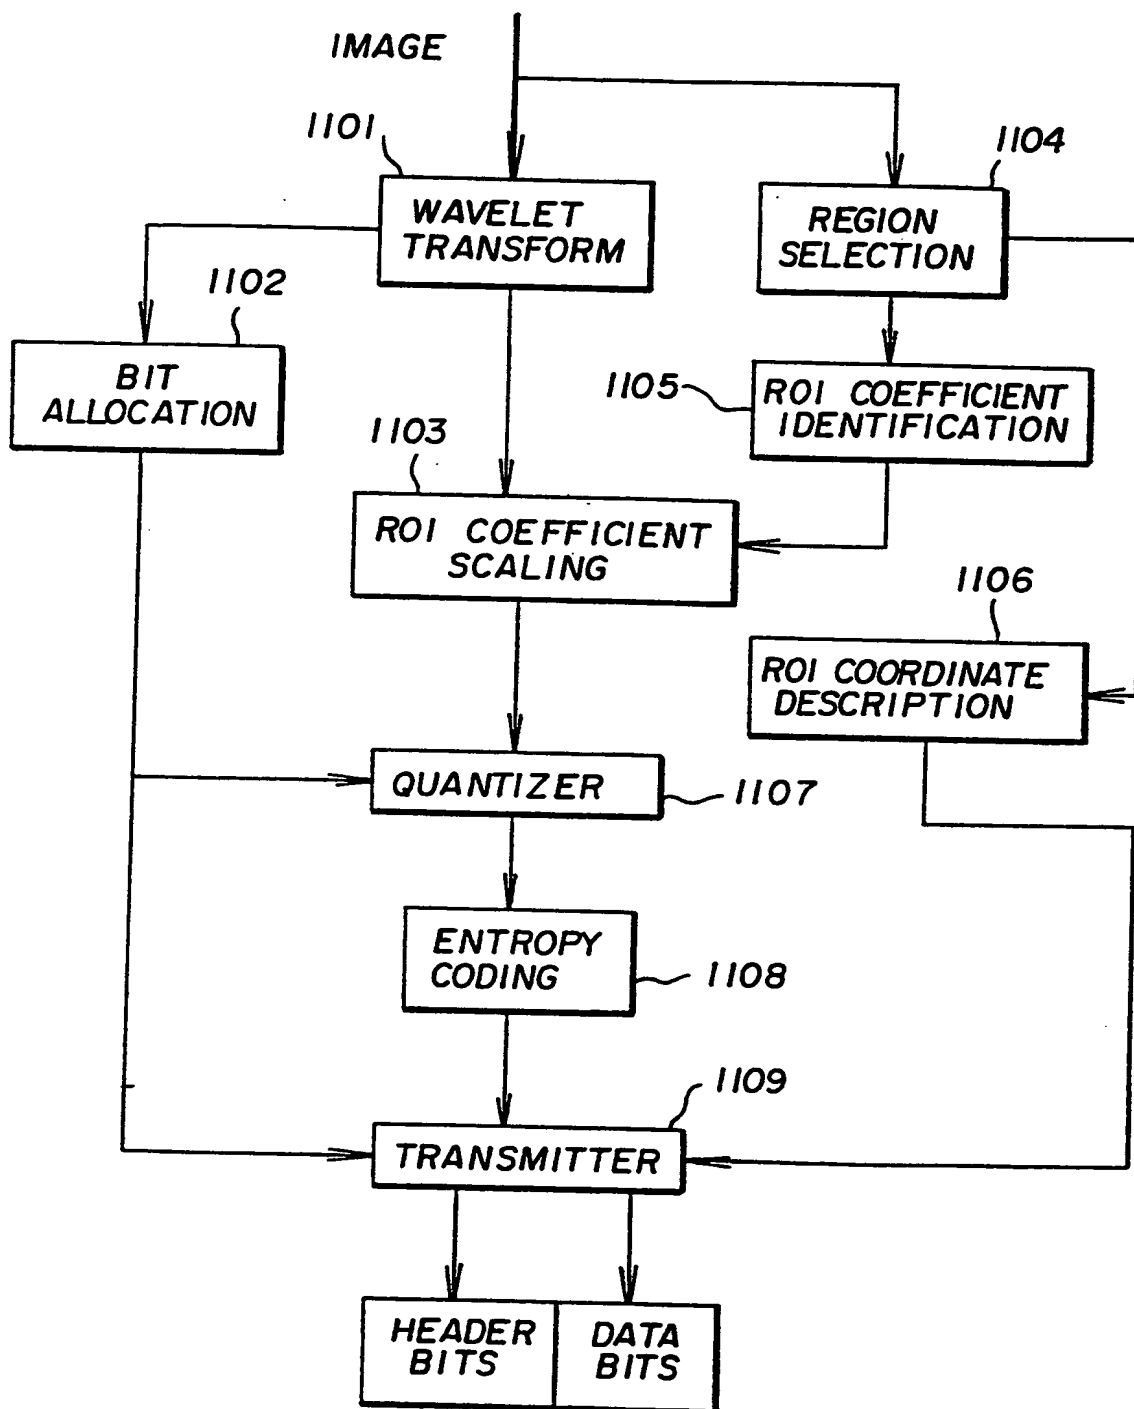 IMAGE
1101
WAVELET
TRANSFORM
1104
REGION
SELECTION
1102
BIT
ALLOCATION
1105
ROI COEFFICIENT
IDENTIFICATION
1103
ROI COEFFICIENT
SCALING
1106
ROI COORDINATE
DESCRIPTION
QUANTIZER
1107
ENTROPY
CODING
1108
1109
TRANSMITTER
HEADER
BITS
DATA
BITS